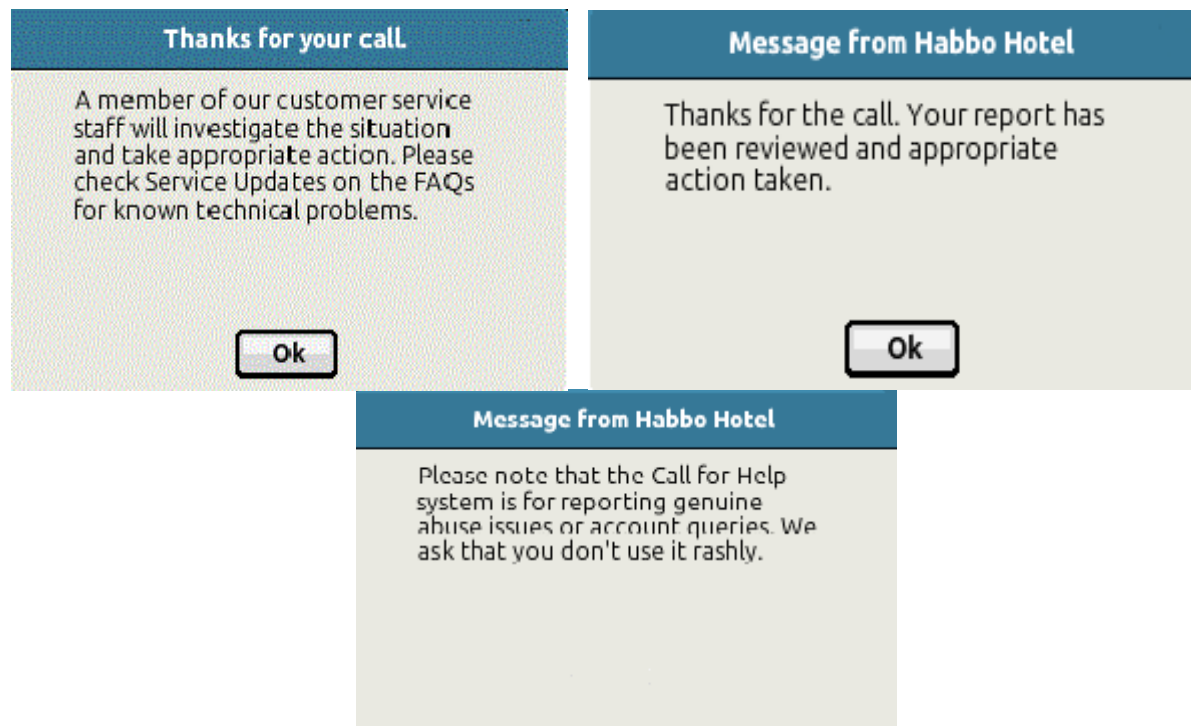 Thanks for your call.
A member of our customer service
staff will investigate the situation
and take appropriate action. Please
check Service Updates on the FAQs
for known technical problems.
Ok
Message from Habbo Hotel
Thanks for the call. Your report has
been reviewed and appropriate
action taken.
Ok
Message from Habbo Hotel
Please note that the Call for Help
system is for reporting genuine
abuse issues or account queries. We
ask that you don't use it rashly.